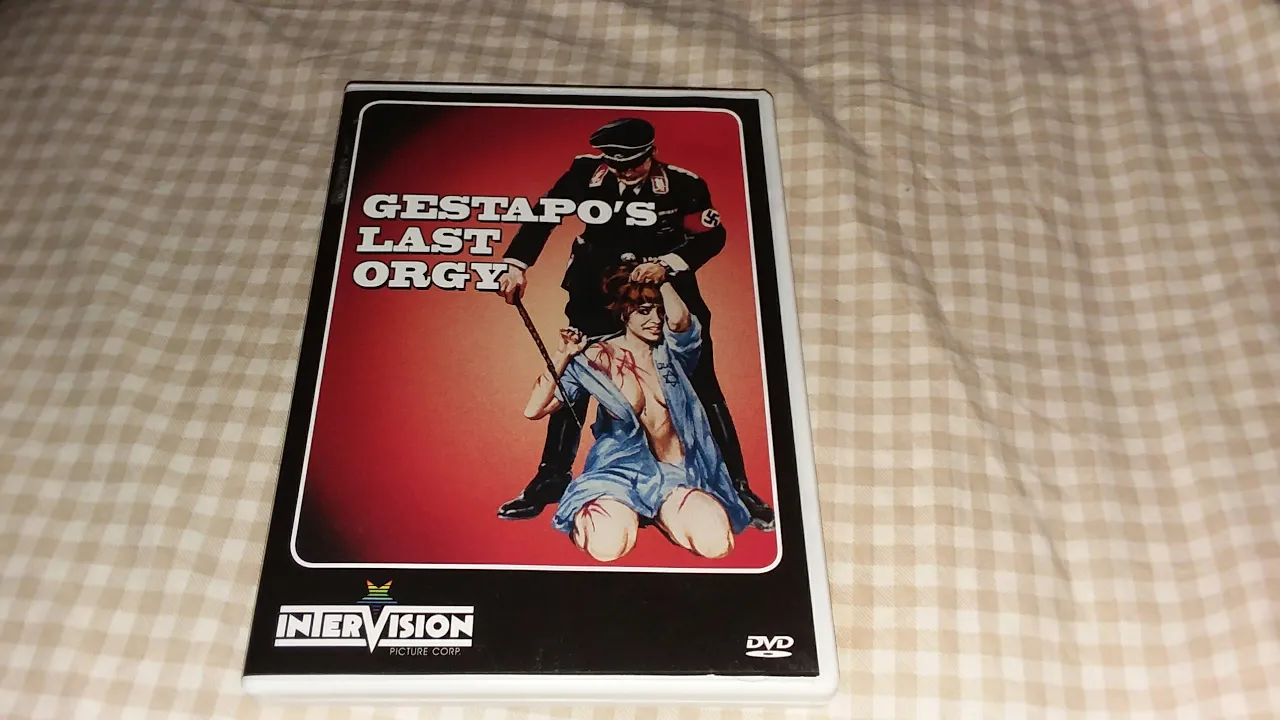 GESTAPO'S
LAST
ORGY
INTERVISION
PICTURE CORP.
DVD